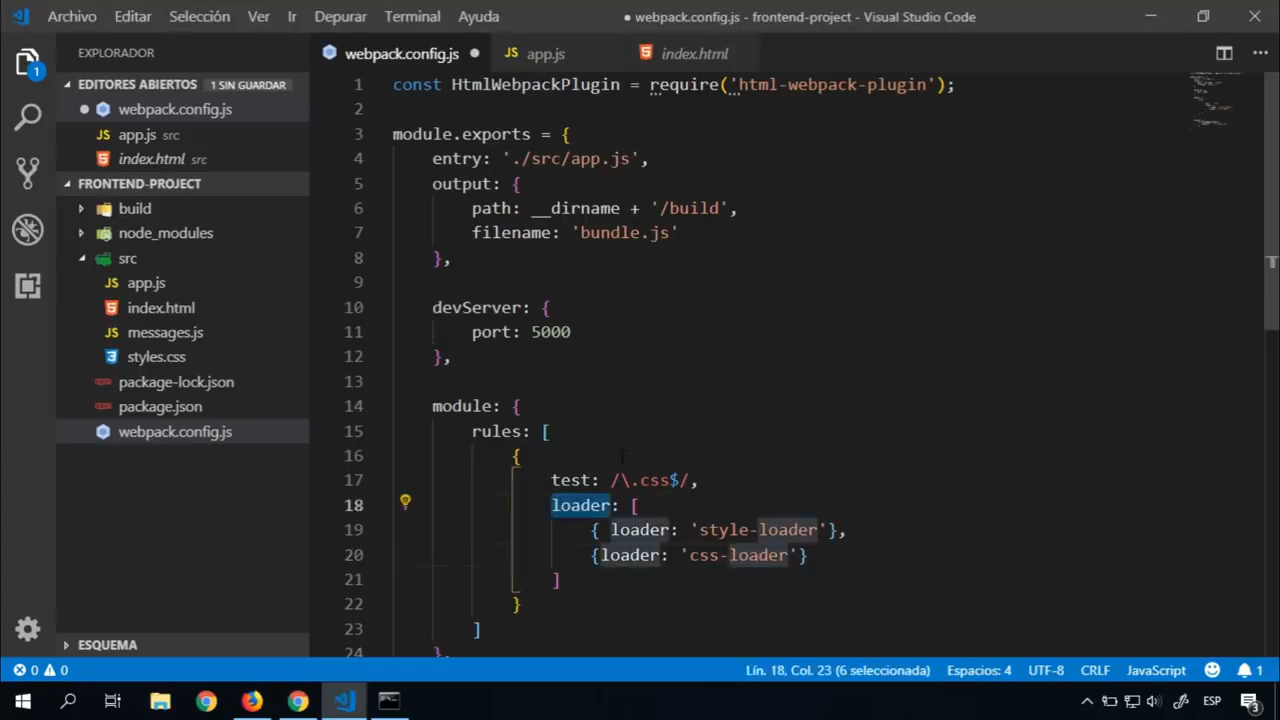 Archivo Editar Selección Ver Ir Depurar Terminal Ayuda ● webpack.config.js - frontend-project - Visual Studio Code
EXPLORADOR
EDITORES ABIERTOS 1 SIN GUARDAR
webpack.config.js
app.js src
index.html src
FRONTEND-PROJECT
build
node_modules
src
app.js
index.html
messages.js
styles.css
package-lock.json
package.json
webpack.config.js
ESQUEMA
webpack.config.js ● JS app.js index.html
1 const HtmlWebpackPlugin = require('html-webpack-plugin');
2
3 module.exports = {
4     entry: './src/app.js',
5     output: {
6         path: __dirname + '/build',
7         filename: 'bundle.js'
8     },
9
10     devServer: {
11         port: 5000
12     },
13
14     module: {
15         rules: [
16             {
17                 test: /\.css$/,
18                 loader: [
19                     { loader: 'style-loader'},
20                     {loader: 'css-loader'}
21                 ]
22             }
23         ]
24     },
0 0 Lín. 18, Col. 23 (6 seleccionada) Espacios: 4 UTF-8 CRLF JavaScript 1
ESP 3